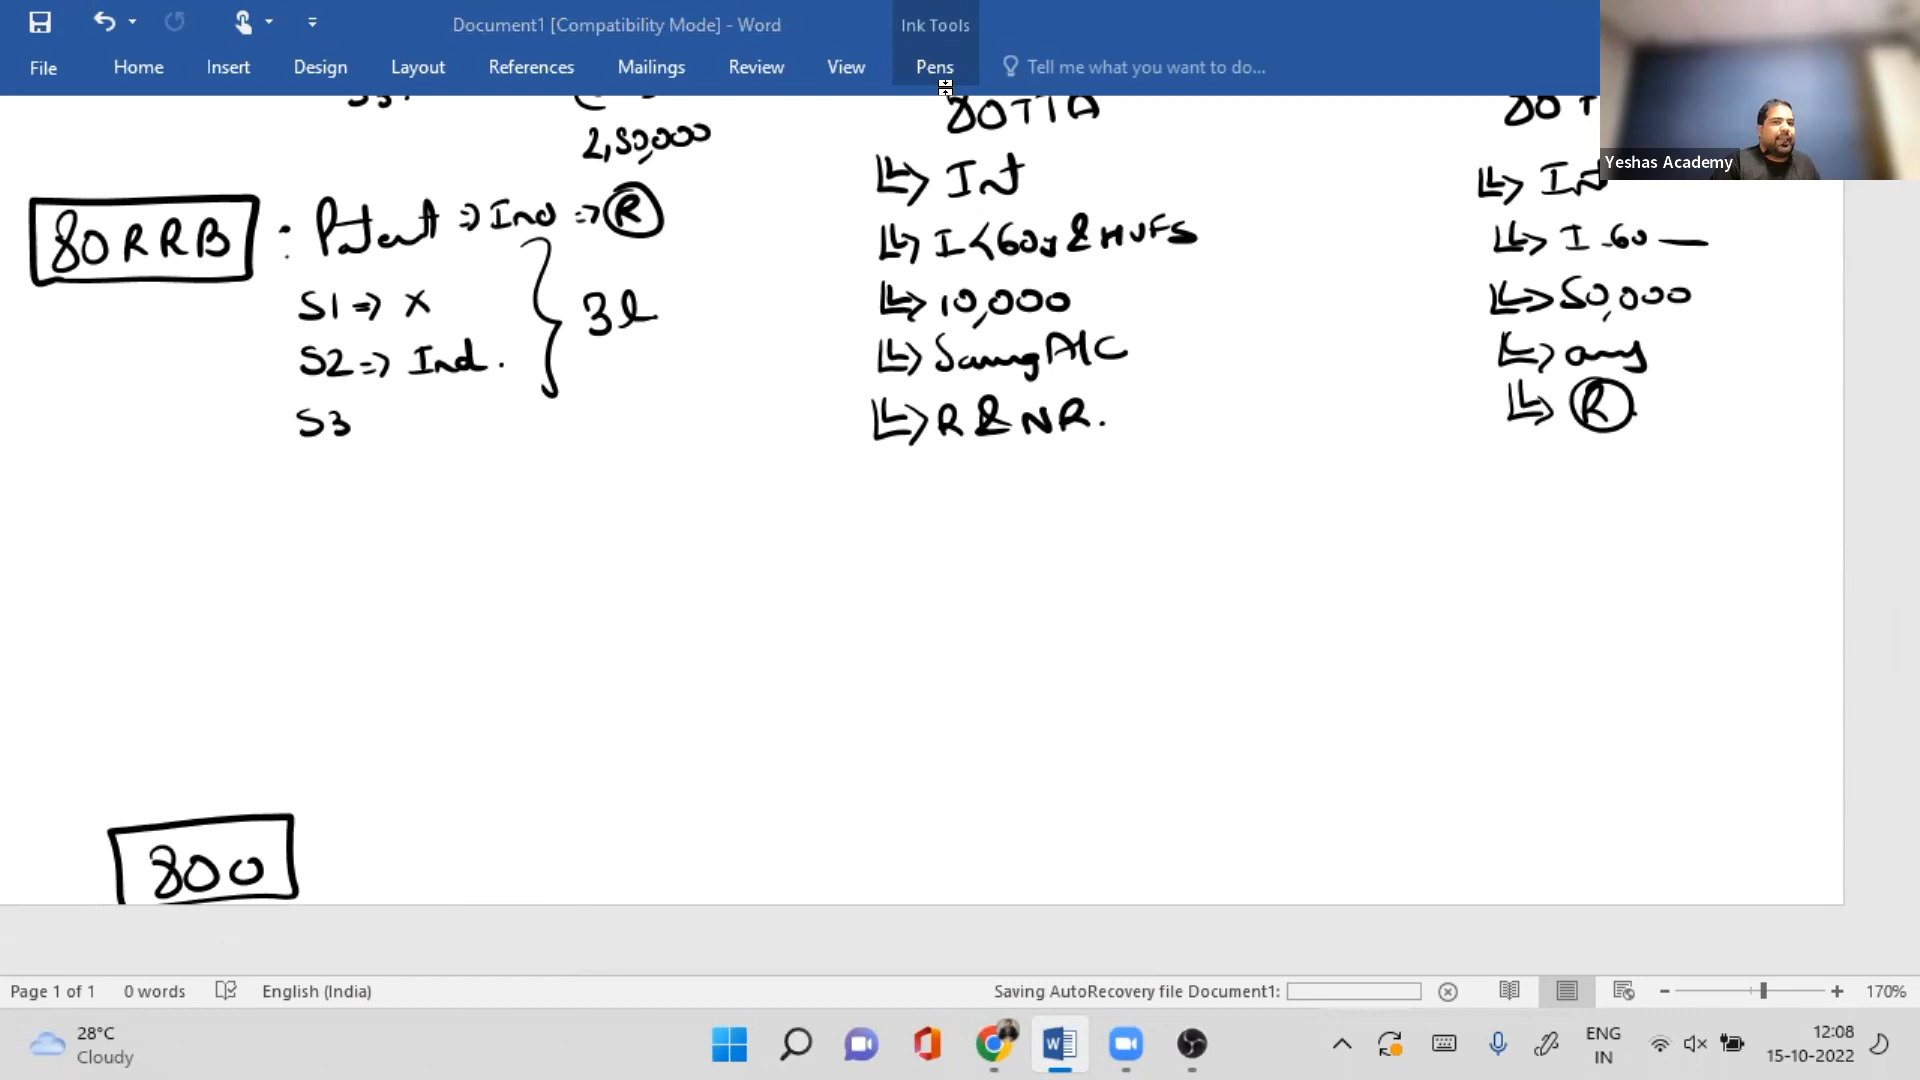 Document1 [Compatibility Mode] - Word
Ink Tools
File
Home
Insert
Design
Layout
References
Mailings
Review
View
Pens
Tell me what you want to do...
Yeshas Academy
2,50,000
80RRB : Patent => Ind => R
S1 => X
S2 => Ind.
S3
3l
80TTA
Int
I <60y & HUFs
10,000
Saving A/C
R & NR.
80 T
Int
I 60 —
50,000
any
R
800
Page 1 of 1
0 words
English (India)
Saving AutoRecovery file Document1:
170%
28°C
Cloudy
ENG
IN
12:08
15-10-2022